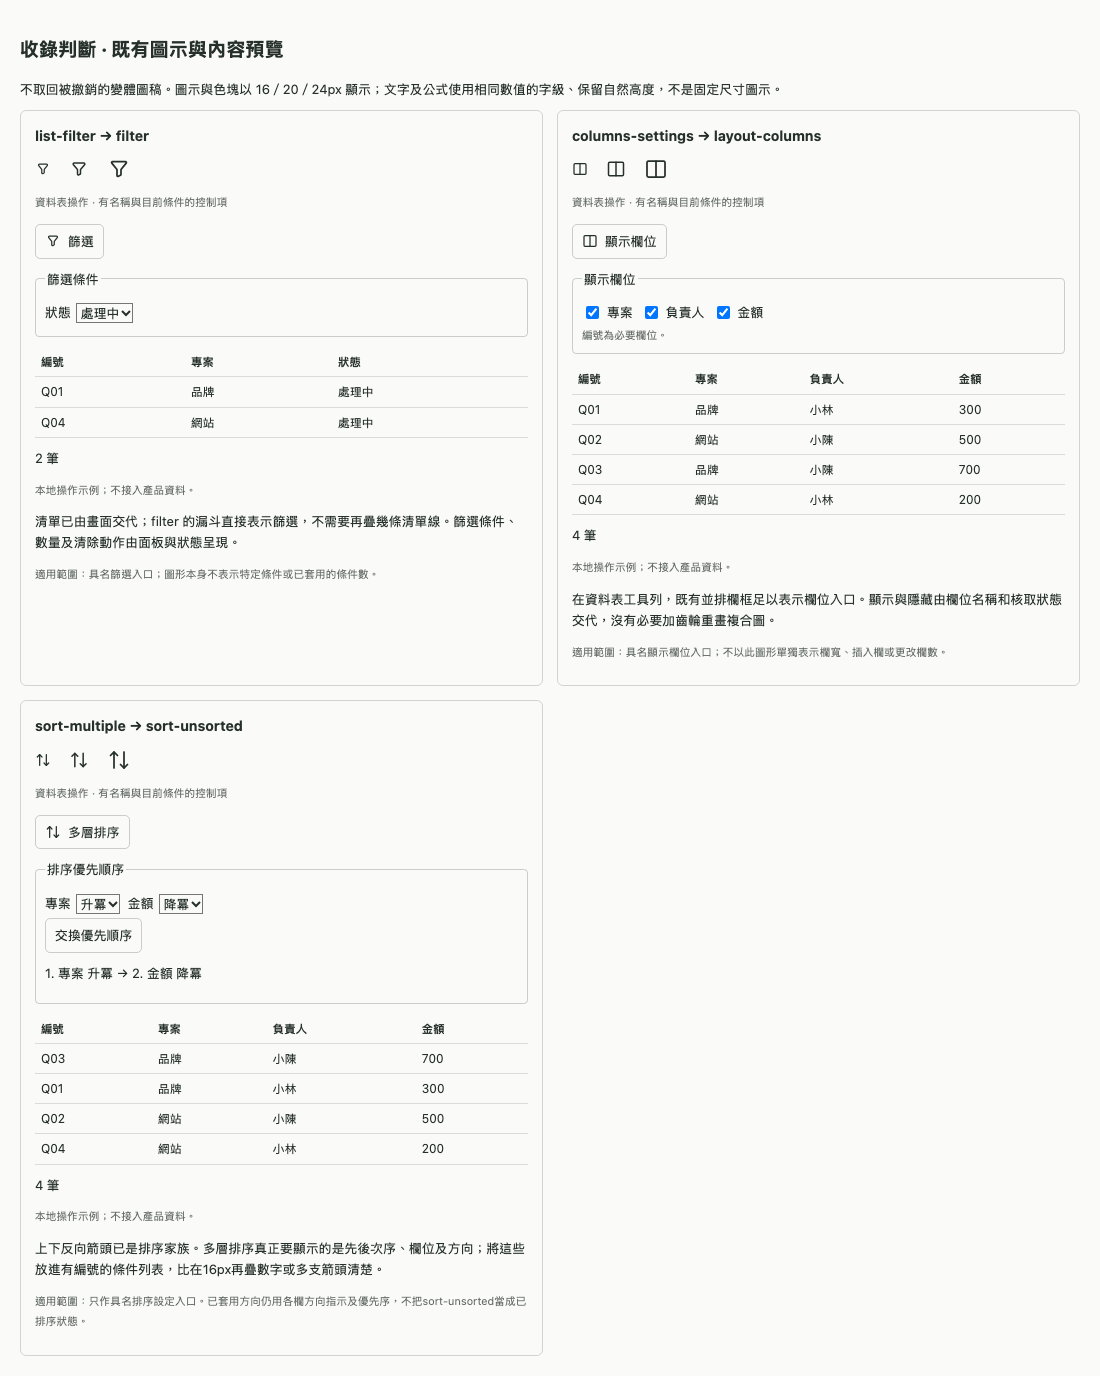 收錄判斷 · 既有圖示與內容預覽
不取回被撤銷的變體圖稿。圖示與色塊以 16 / 20 / 24px 顯示；文字及公式使用相同數值的字級、保留自然高度，不是固定尺寸圖示。
list-filter → filter
資料表操作 · 有名稱與目前條件的控制項
篩選
篩選條件
狀態 處理中
編號 專案 狀態
Q01 品牌 處理中
Q04 網站 處理中
2 筆
本地操作示例；不接入產品資料。
清單已由畫面交代；filter 的漏斗直接表示篩選，不需要再疊幾條清單線。篩選條件、
數量及清除動作由面板與狀態呈現。
適用範圍：具名篩選入口；圖形本身不表示特定條件或已套用的條件數。
columns-settings → layout-columns
資料表操作 · 有名稱與目前條件的控制項
顯示欄位
顯示欄位
專案 負責人 金額
編號為必要欄位。
編號 專案 負責人 金額
Q01 品牌 小林 300
Q02 網站 小陳 500
Q03 品牌 小陳 700
Q04 網站 小林 200
4 筆
本地操作示例；不接入產品資料。
在資料表工具列，既有並排欄框足以表示欄位入口。顯示與隱藏由欄位名稱和核取狀態
交代，沒有必要加齒輪重畫複合圖。
適用範圍：具名顯示欄位入口；不以此圖形單獨表示欄寬、插入欄或更改欄數。
sort-multiple → sort-unsorted
資料表操作 · 有名稱與目前條件的控制項
多層排序
排序優先順序
專案 升冪 金額 降冪
交換優先順序
1. 專案 升冪 → 2. 金額 降冪
編號 專案 負責人 金額
Q03 品牌 小陳 700
Q01 品牌 小林 300
Q02 網站 小陳 500
Q04 網站 小林 200
4 筆
本地操作示例；不接入產品資料。
上下反向箭頭已是排序家族。多層排序真正要顯示的是先後次序、欄位及方向；將這些
放進有編號的條件列表，比在16px再疊數字或多支箭頭清楚。
適用範圍：只作具名排序設定入口。已套用方向仍用各欄方向指示及優先序，不把sort-unsorted當成已
排序狀態。